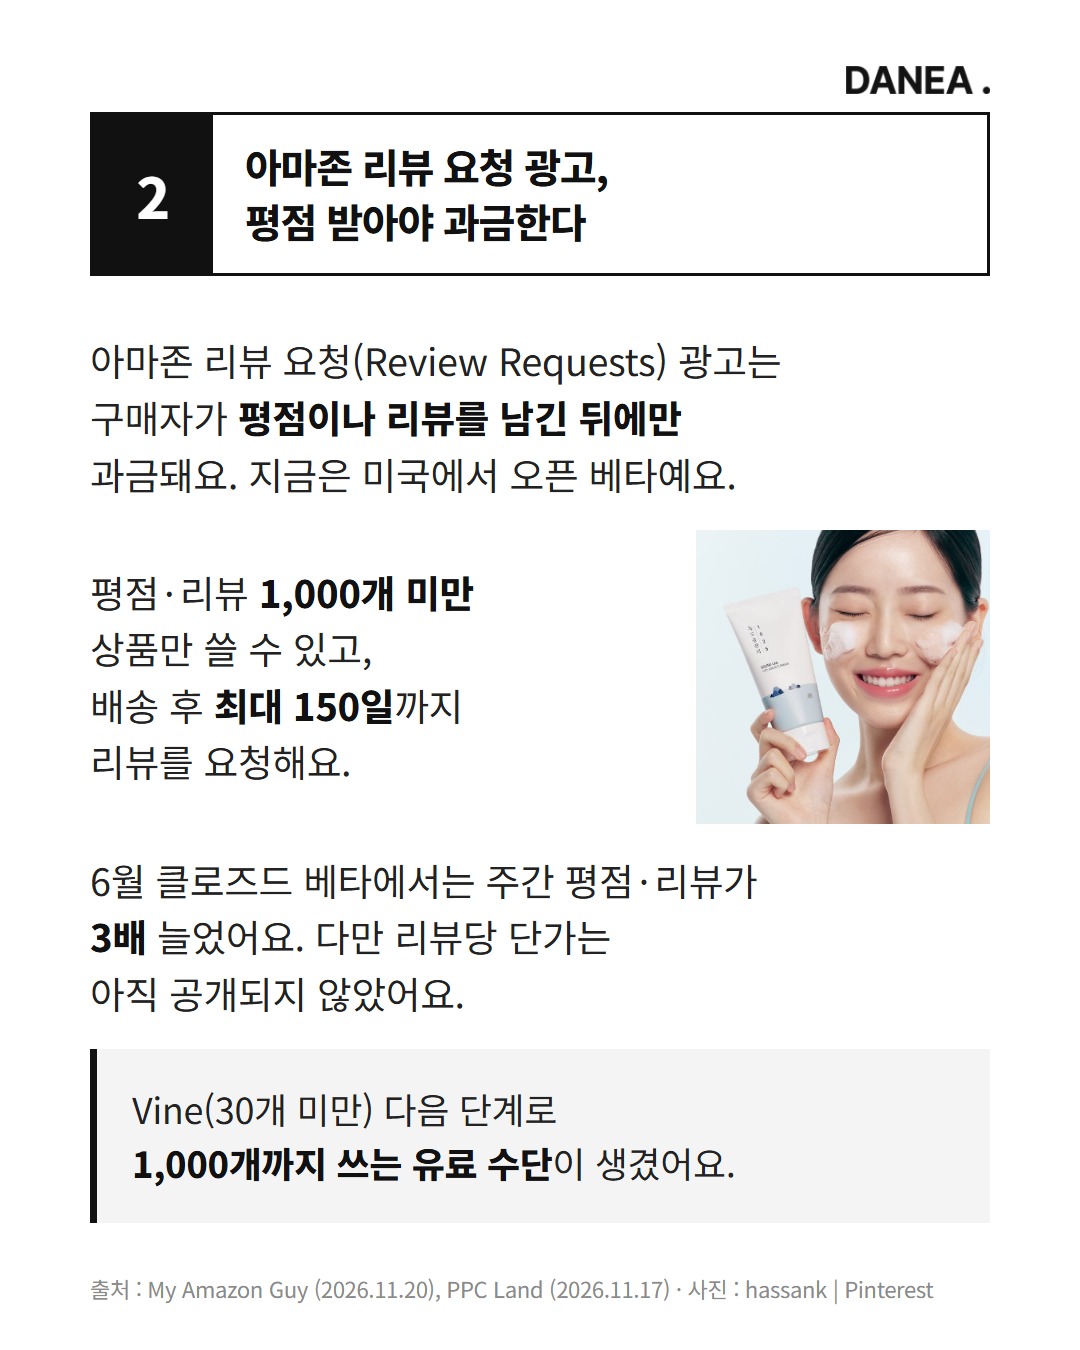 DANEA .
2
아마존 리뷰 요청 광고,
평점 받아야 과금한다
아마존 리뷰 요청(Review Requests) 광고는
구매자가 평점이나 리뷰를 남긴 뒤에만
과금돼요. 지금은 미국에서 오픈 베타예요.
평점·리뷰 1,000개 미만
상품만 쓸 수 있고,
배송 후 최대 150일까지
리뷰를 요청해요.
6월 클로즈드 베타에서는 주간 평점·리뷰가
3배 늘었어요. 다만 리뷰당 단가는
아직 공개되지 않았어요.
Vine(30개 미만) 다음 단계로
1,000개까지 쓰는 유료 수단이 생겼어요.
출처 : My Amazon Guy (2026.11.20), PPC Land (2026.11.17) · 사진 : hassank | Pinterest